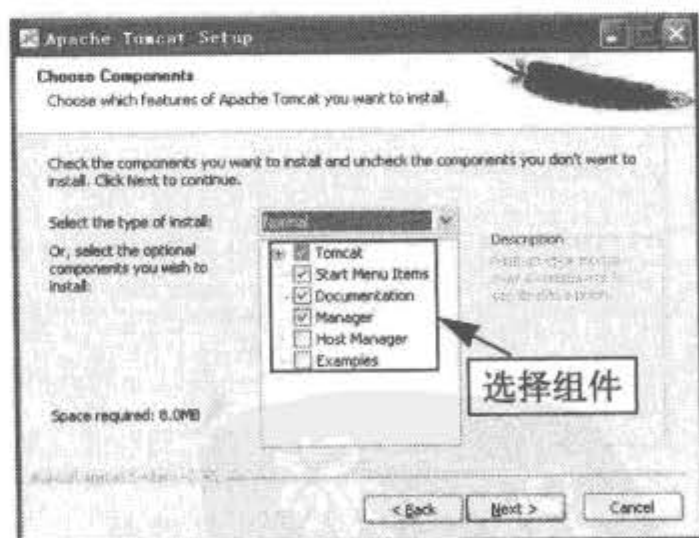 Apache Tomcat Setup
Choose Components
Choose which features of Apache Tomcat you want to install.
Check the components you want to install and uncheck the components you don't want to
install. Click Next to continue.
Select the type of install:
Normal
Or, select the optional
components you wish to
install:
Tomcat
Start Menu Items
Documentation
Manager
Host Manager
Examples
Description
选择组件
Space required: 8.0MB
< Back
Next >
Cancel